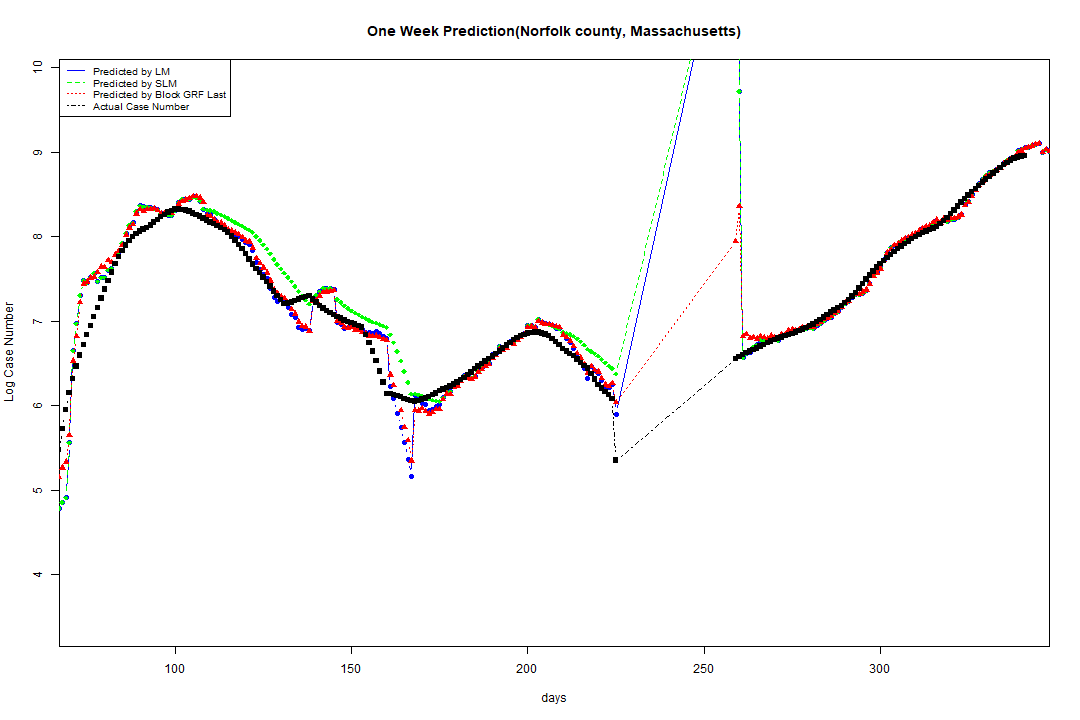 One Week Prediction(Norfolk county, Massachusetts)
Predicted by LM
Predicted by SLM
Predicted by Block GRF Last
Actual Case Number
Log Case Number
10
9
8
7
6
5
4
100 150 200 250 300
days